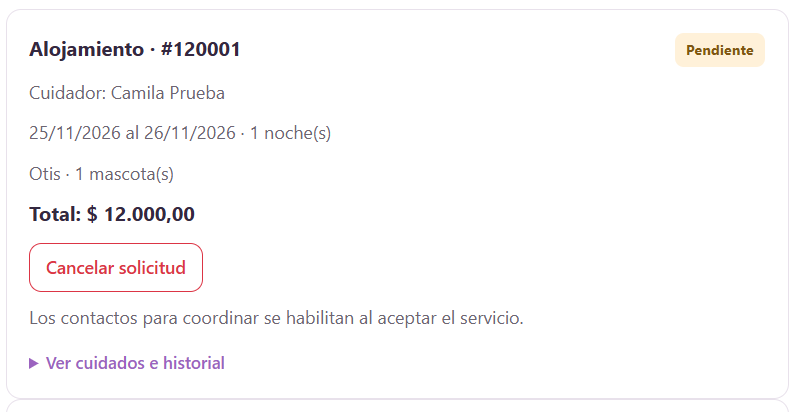 Alojamiento · #120001
Pendiente
Cuidador: Camila Prueba
25/11/2026 al 26/11/2026 · 1 noche(s)
Otis · 1 mascota(s)
Total: $ 12.000,00
Cancelar solicitud
Los contactos para coordinar se habilitan al aceptar el servicio.
Ver cuidados e historial